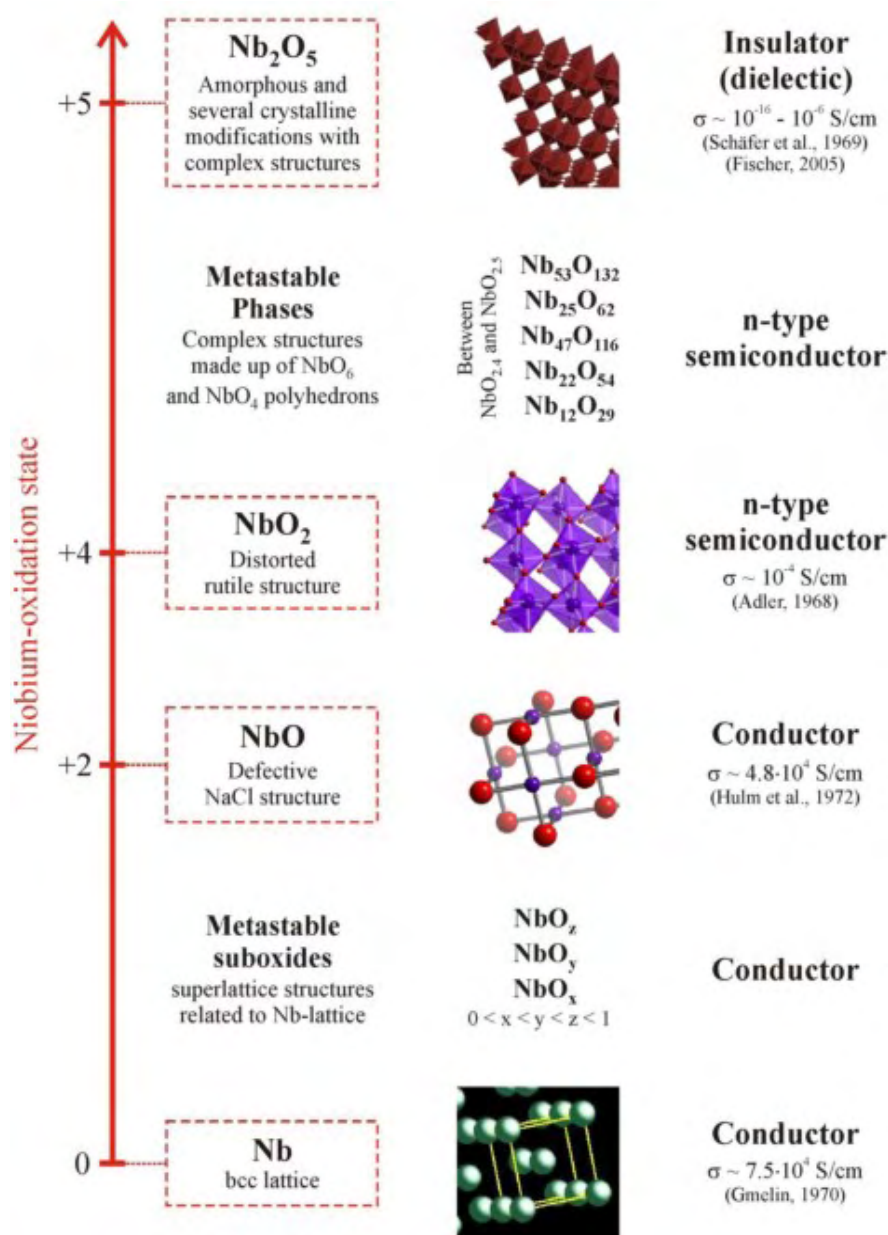 Niobium-oxidation state
+5
Nb₂O₅
Amorphous and
several crystalline
modifications with
complex structures
Insulator
(dielectic)
σ ~ 10⁻¹⁶ - 10⁻⁶ S/cm
(Schäfer et al., 1969)
(Fischer, 2005)
Metastable
Phases
Complex structures
made up of NbO₆
and NbO₄ polyhedrons
Between
NbO₂.₄ and NbO₂.₅
Nb₅₃O₁₃₂
Nb₂₅O₆₂
Nb₄₇O₁₁₆
Nb₂₂O₅₄
Nb₁₂O₂₉
n-type
semiconductor
+4
NbO₂
Distorted
rutile structure
n-type
semiconductor
σ ~ 10⁻⁴ S/cm
(Adler, 1968)
+2
NbO
Defective
NaCl structure
Conductor
σ ~ 4.8·10⁴ S/cm
(Hulm et al., 1972)
Metastable
suboxides
superlattice structures
related to Nb-lattice
NbO_z
NbO_y
NbOₓ
0 < x < y < z < 1
Conductor
0
Nb
bcc lattice
Conductor
σ ~ 7.5·10⁴ S/cm
(Gmelin, 1970)